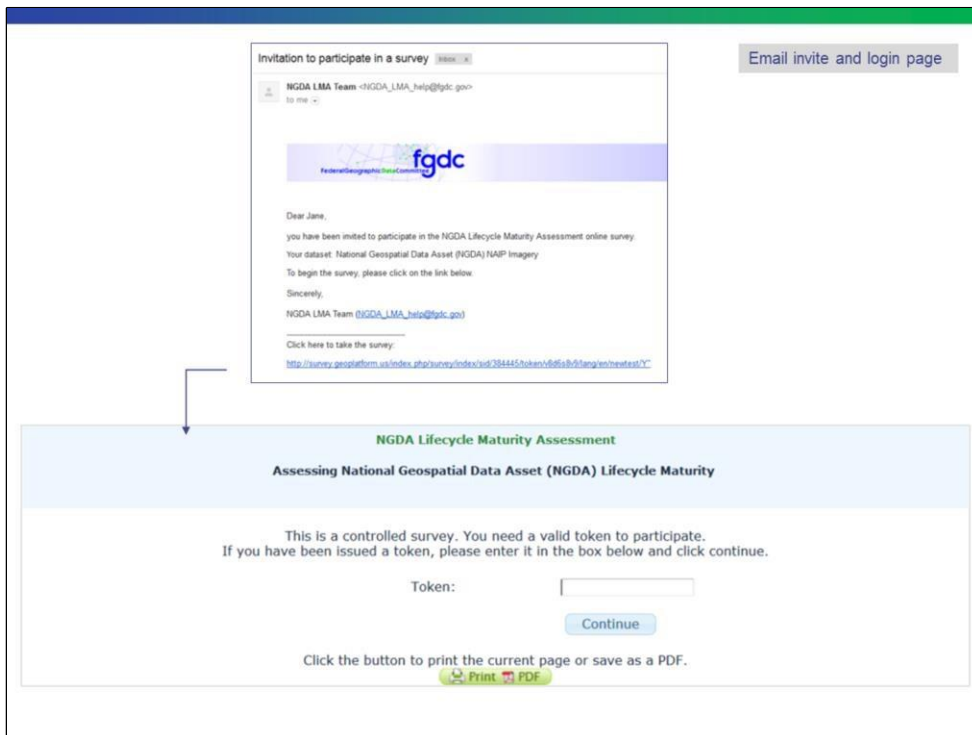 Email invite and login page
Invitation to participate in a survey Inbox x
NGDA LMA Team <NGDA_LMA_help@fgdc.gov>
to me
fgdc
FederalGeographicDataCommittee
Dear Jane,
you have been invited to participate in the NGDA Lifecycle Maturity Assessment online survey.
Your dataset: National Geospatial Data Asset (NGDA) NAIP Imagery
To begin the survey, please click on the link below.
Sincerely,
NGDA LMA Team (NGDA_LMA_help@fgdc.gov)
Click here to take the survey:
NGDA Lifecycle Maturity Assessment
Assessing National Geospatial Data Asset (NGDA) Lifecycle Maturity
This is a controlled survey. You need a valid token to participate.
If you have been issued a token, please enter it in the box below and click continue.
Token:
Continue
Click the button to print the current page or save as a PDF.
Print PDF